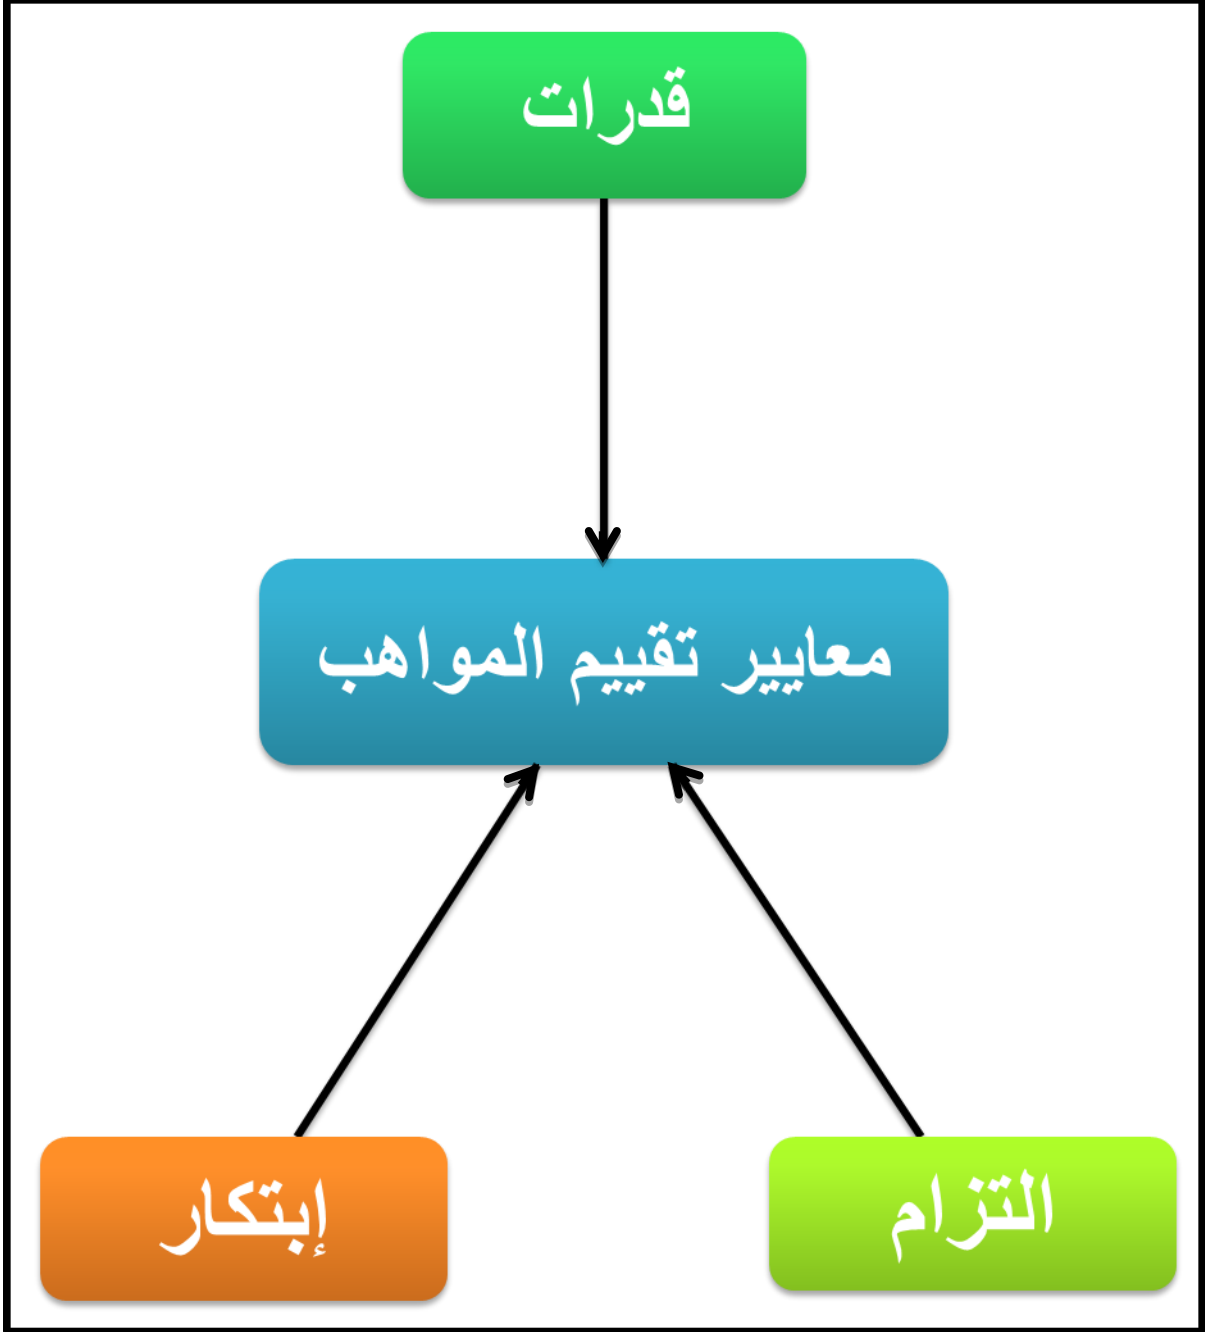 قدرات
معايير تقييم المواهب
التزام
إبتكار